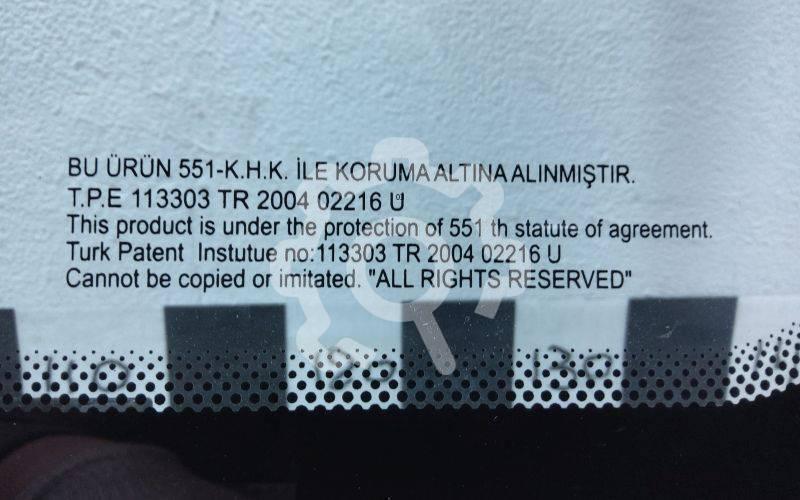 BU ÜRÜN 551-K.H.K. İLE KORUMA ALTINA ALINMIŞTIR.
T.P.E 113303 TR 2004 02216 U
This product is under the protection of 551 th statute of agreement.
Turk Patent Instutue no:113303 TR 2004 02216 U
Cannot be copied or imitated. "ALL RIGHTS RESERVED"
110 120 130